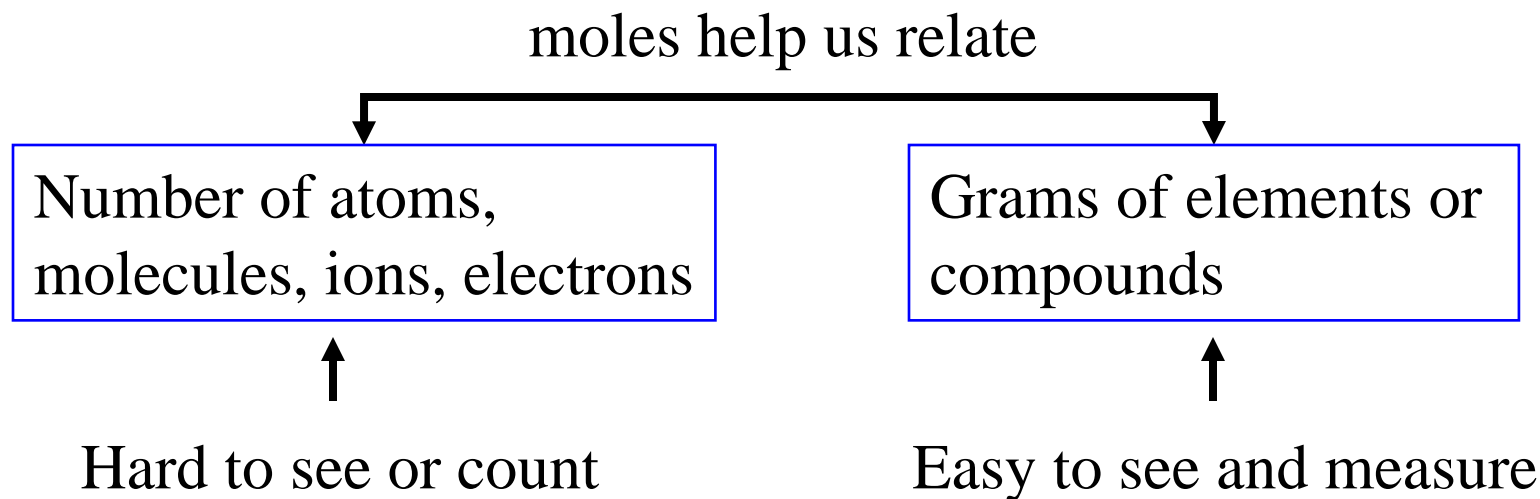 moles help us relate
Number of atoms,
molecules, ions, electrons
Grams of elements or
compounds
Hard to see or count
Easy to see and measure